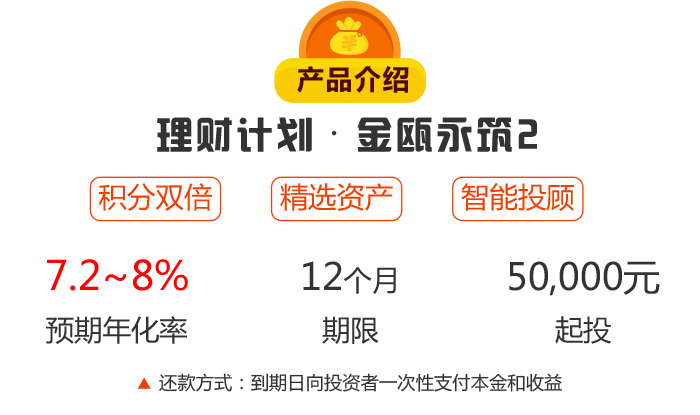 产品介绍
理财计划·金瓯永筑2
积分双倍 精选资产 智能投顾
7.2~8% 12个月 50,000元
预期年化率 期限 起投
▲ 还款方式：到期日向投资者一次性支付本金和收益